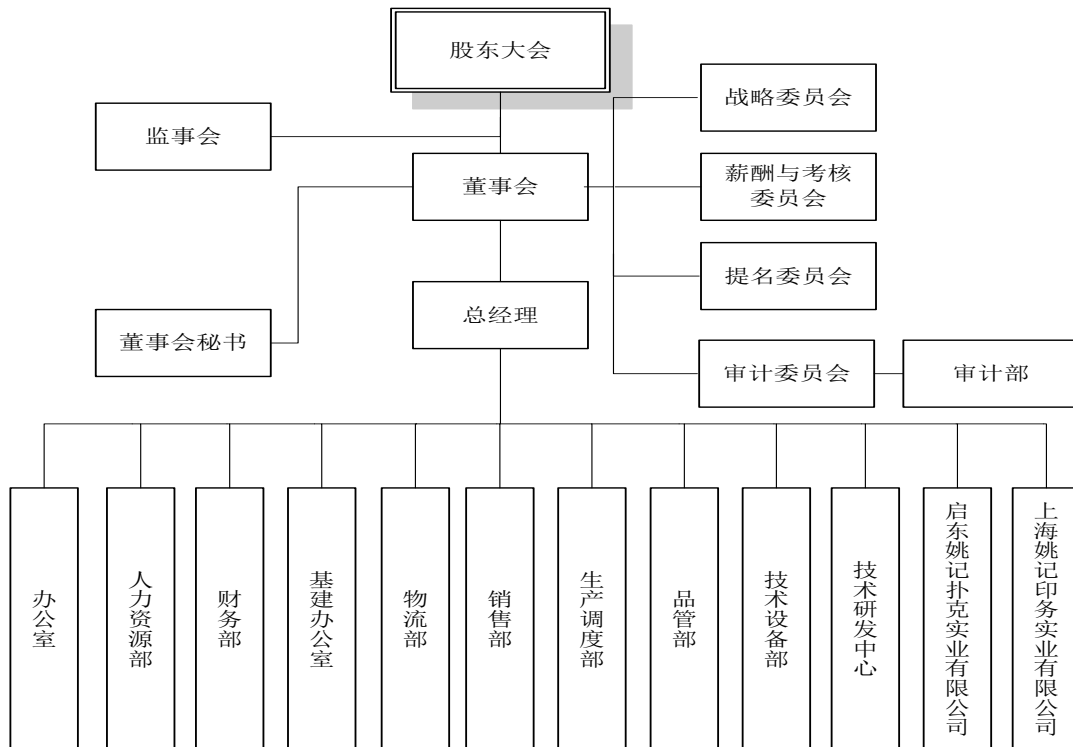 股东大会
战略委员会
监事会
董事会
薪酬与考核
委员会
提名委员会
总经理
董事会秘书
审计委员会
审计部
办公室
人力资源部
财务部
基建办公室
物流部
销售部
生产调度部
品管部
技术设备部
技术研发中心
启东姚记扑克实业有限公司
上海姚记印务实业有限公司